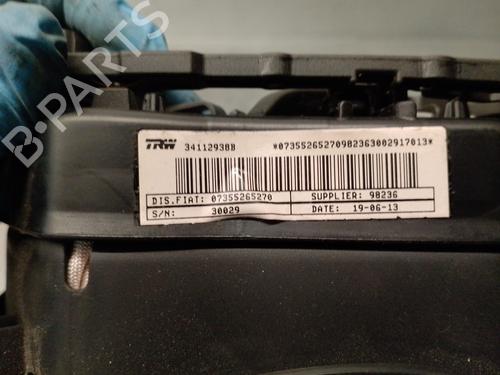 TRW 34112938B *07355265270982363002917013*
DIS.FIAT: 07355265270 SUPPLIER: 98236
S/N: 30029 DATE: 19-06-13
B-PARTS